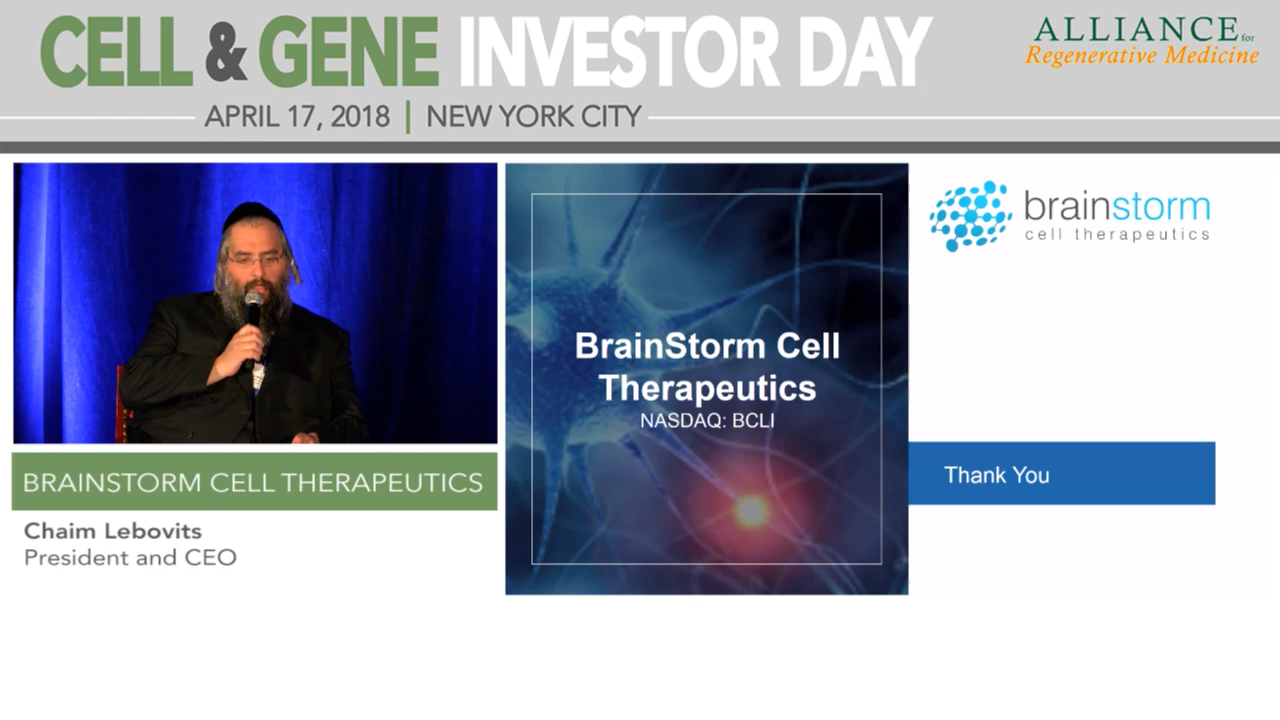 CELL & GENE INVESTOR DAY
APRIL 17, 2018 | NEW YORK CITY
ALLIANCE for
Regenerative Medicine
BRAINSTORM CELL THERAPEUTICS
Chaim Lebovits
President and CEO
BrainStorm Cell
Therapeutics
NASDAQ: BCLI
brainstorm
cell therapeutics
Thank You